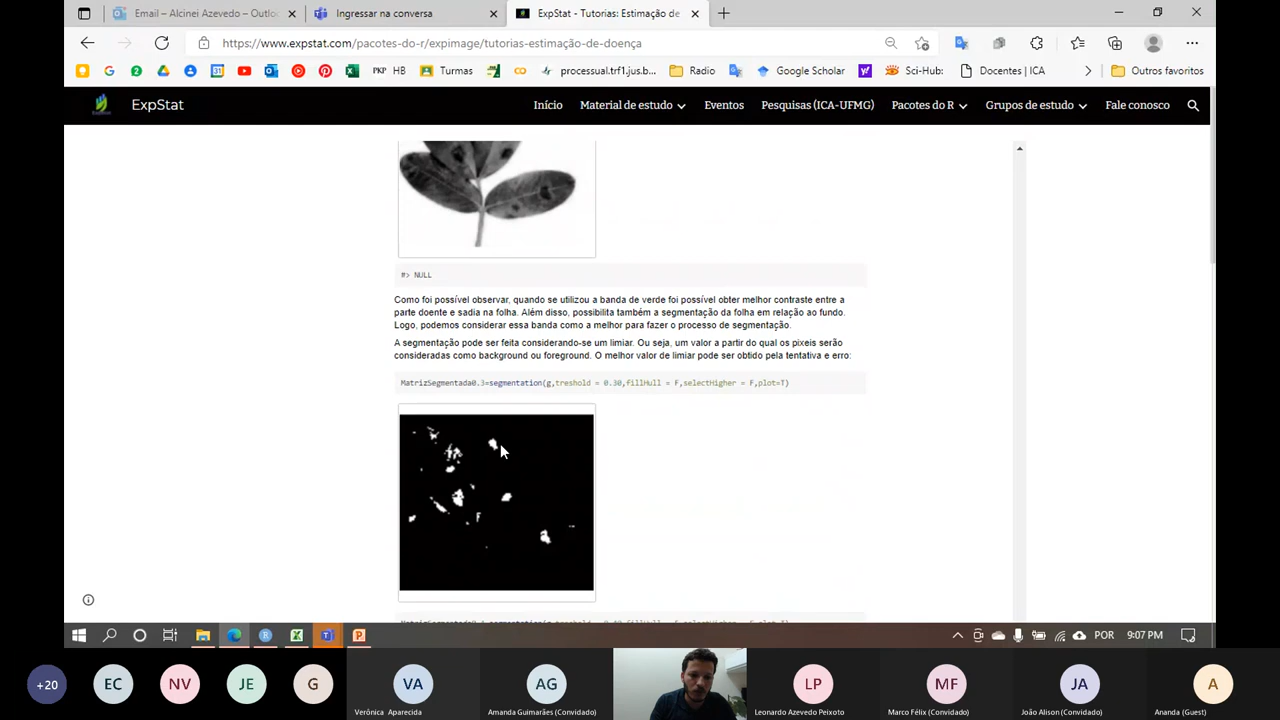 Email – Alcinei Azevedo – Outlo
Ingressar na conversa
ExpStat - Tutorias: Estimação de
https://www.expstat.com/pacotes-do-r/expimage/tutorias-estimação-de-doença
PKP HB
Turmas
processual.trf1.jus.b...
Radio
Google Scholar
Sci-Hub:
Docentes | ICA
Outros favoritos
ExpStat
Início
Material de estudo
Eventos
Pesquisas (ICA-UFMG)
Pacotes do R
Grupos de estudo
Fale conosco
#> NULL
Como foi possível observar, quando se utilizou a banda de verde foi possível obter melhor contraste entre a
parte doente e sadia na folha. Além disso, possibilita também a segmentação da folha em relação ao fundo.
Logo, podemos considerar essa banda como a melhor para fazer o processo de segmentação.
A segmentação pode ser feita considerando-se um limiar. Ou seja, um valor a partir do qual os pixeis serão
consideradas como background ou foreground. O melhor valor de limiar pode ser obtido pela tentativa e erro:
MatrizSegmentada0.3=segmentation(g,treshold = 0.30,fillHull = F,selectHigher = F,plot=T)
POR
9:07 PM
+20
EC
NV
JE
G
VA
AG
LP
MF
JA
A
Verônica Aparecida
Amanda Guimarães (Convidado)
Leonardo Azevedo Peixoto
Marco Félix (Convidado)
João Alison (Convidado)
Ananda (Guest)